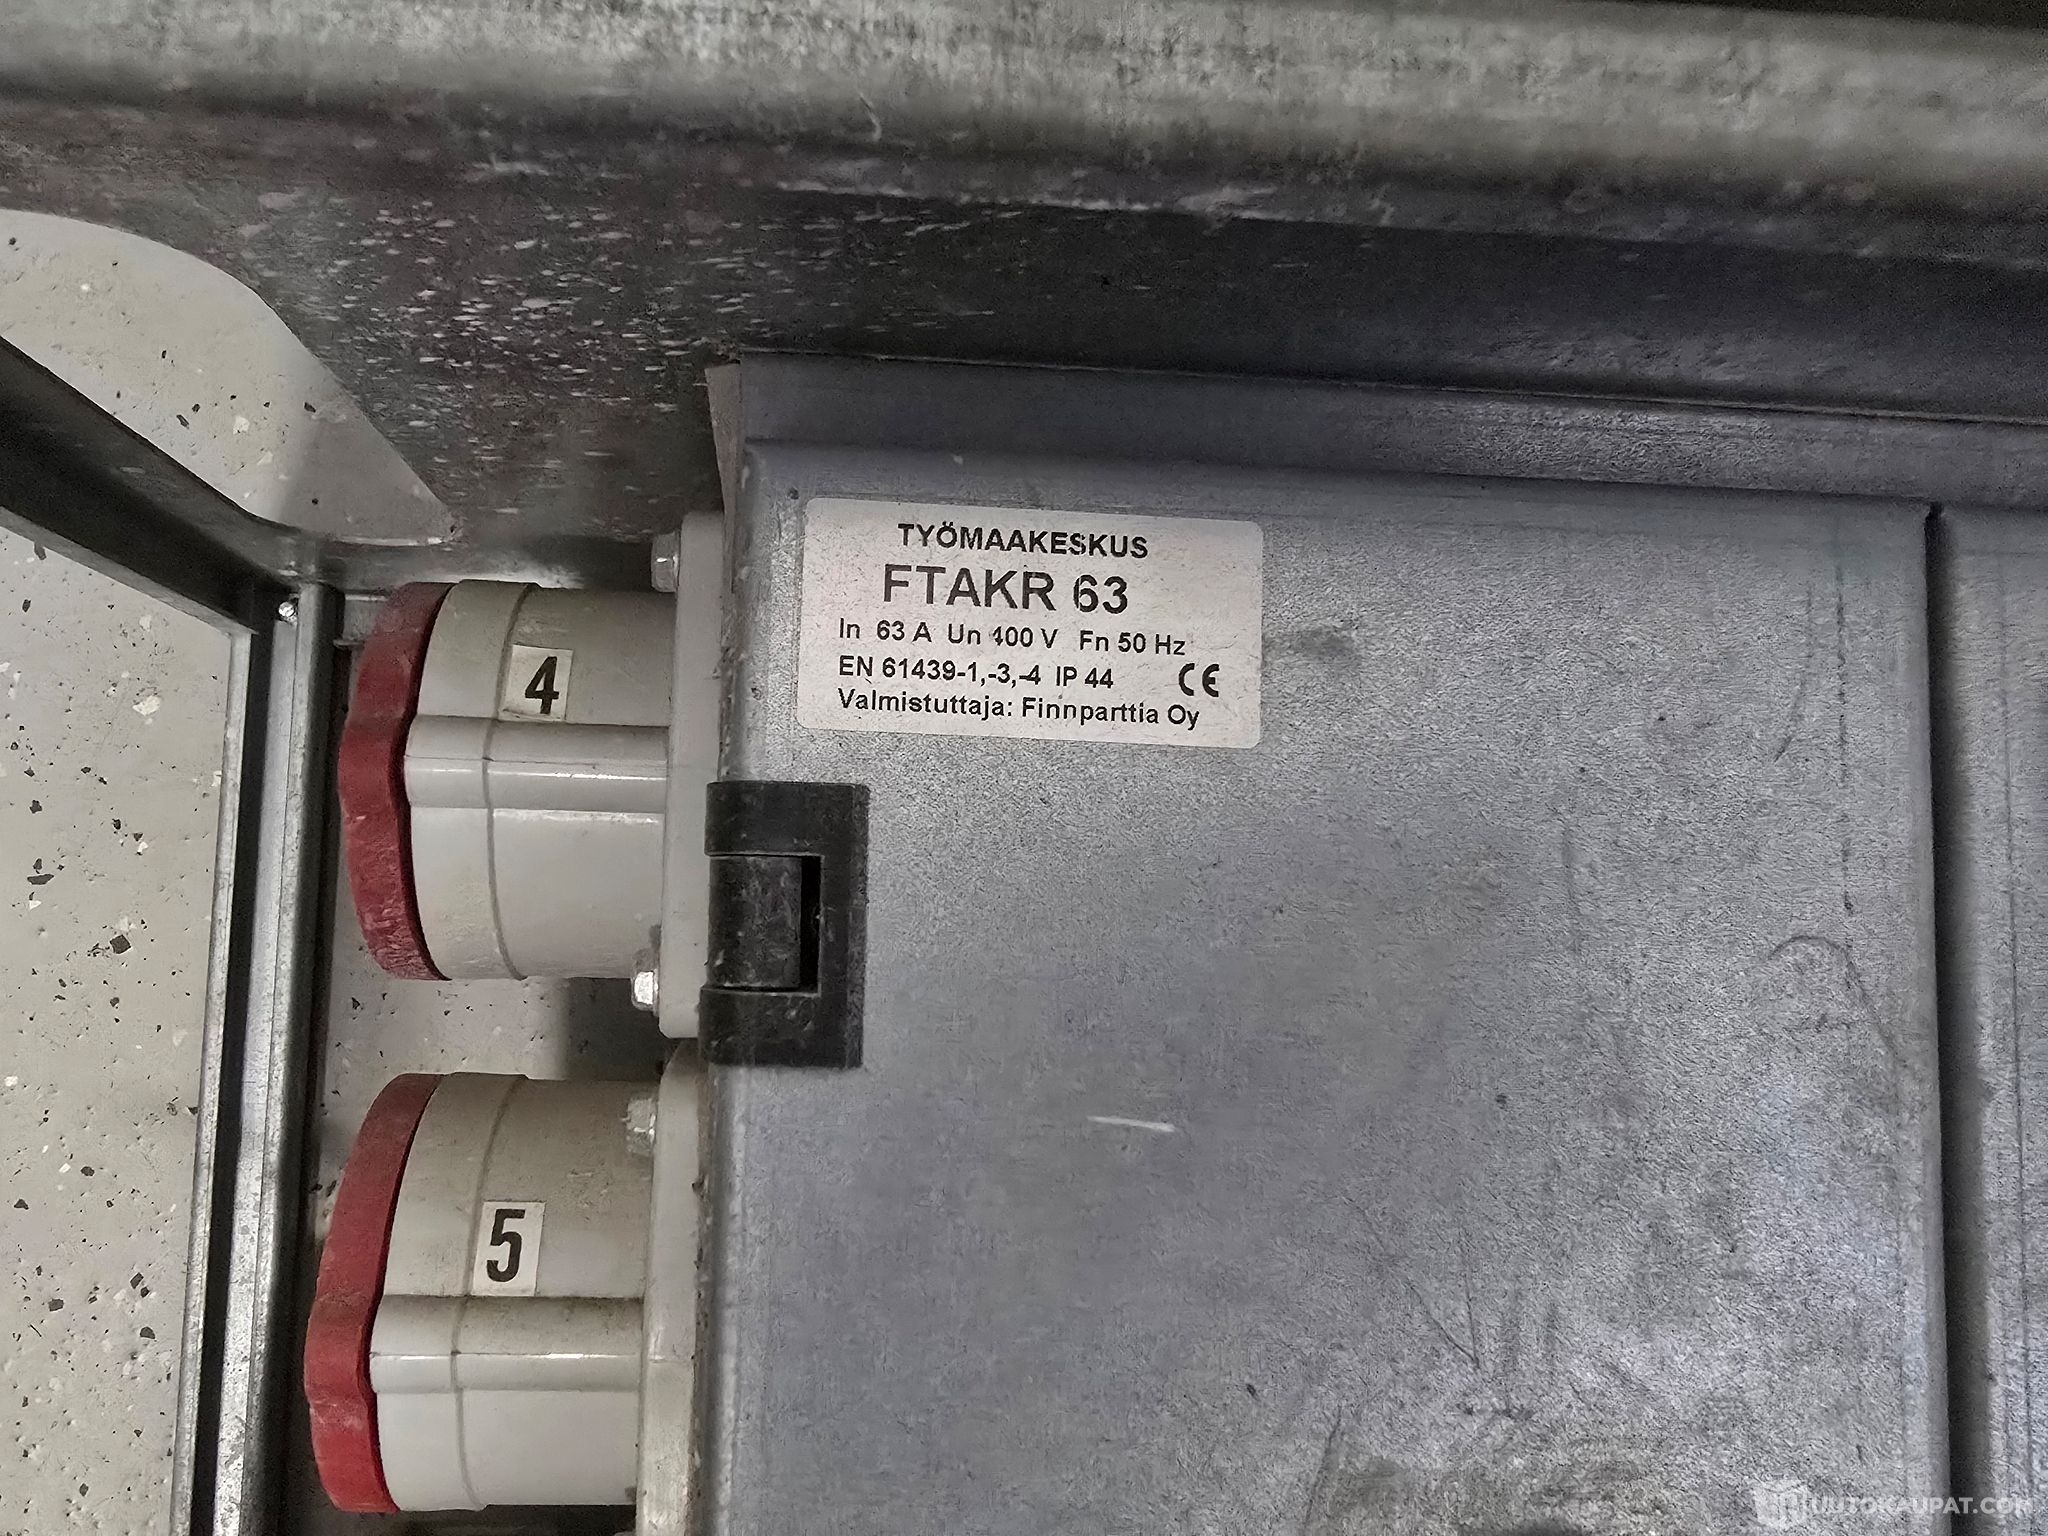 TYÖMAAKESKUS
FTAKR 63
In 63 A Un 400 V Fn 50 Hz
EN 61439-1,-3,-4 IP 44 CE
Valmistuttaja: Finnparttia Oy
4
5
HUUTOKAUPAT.COM